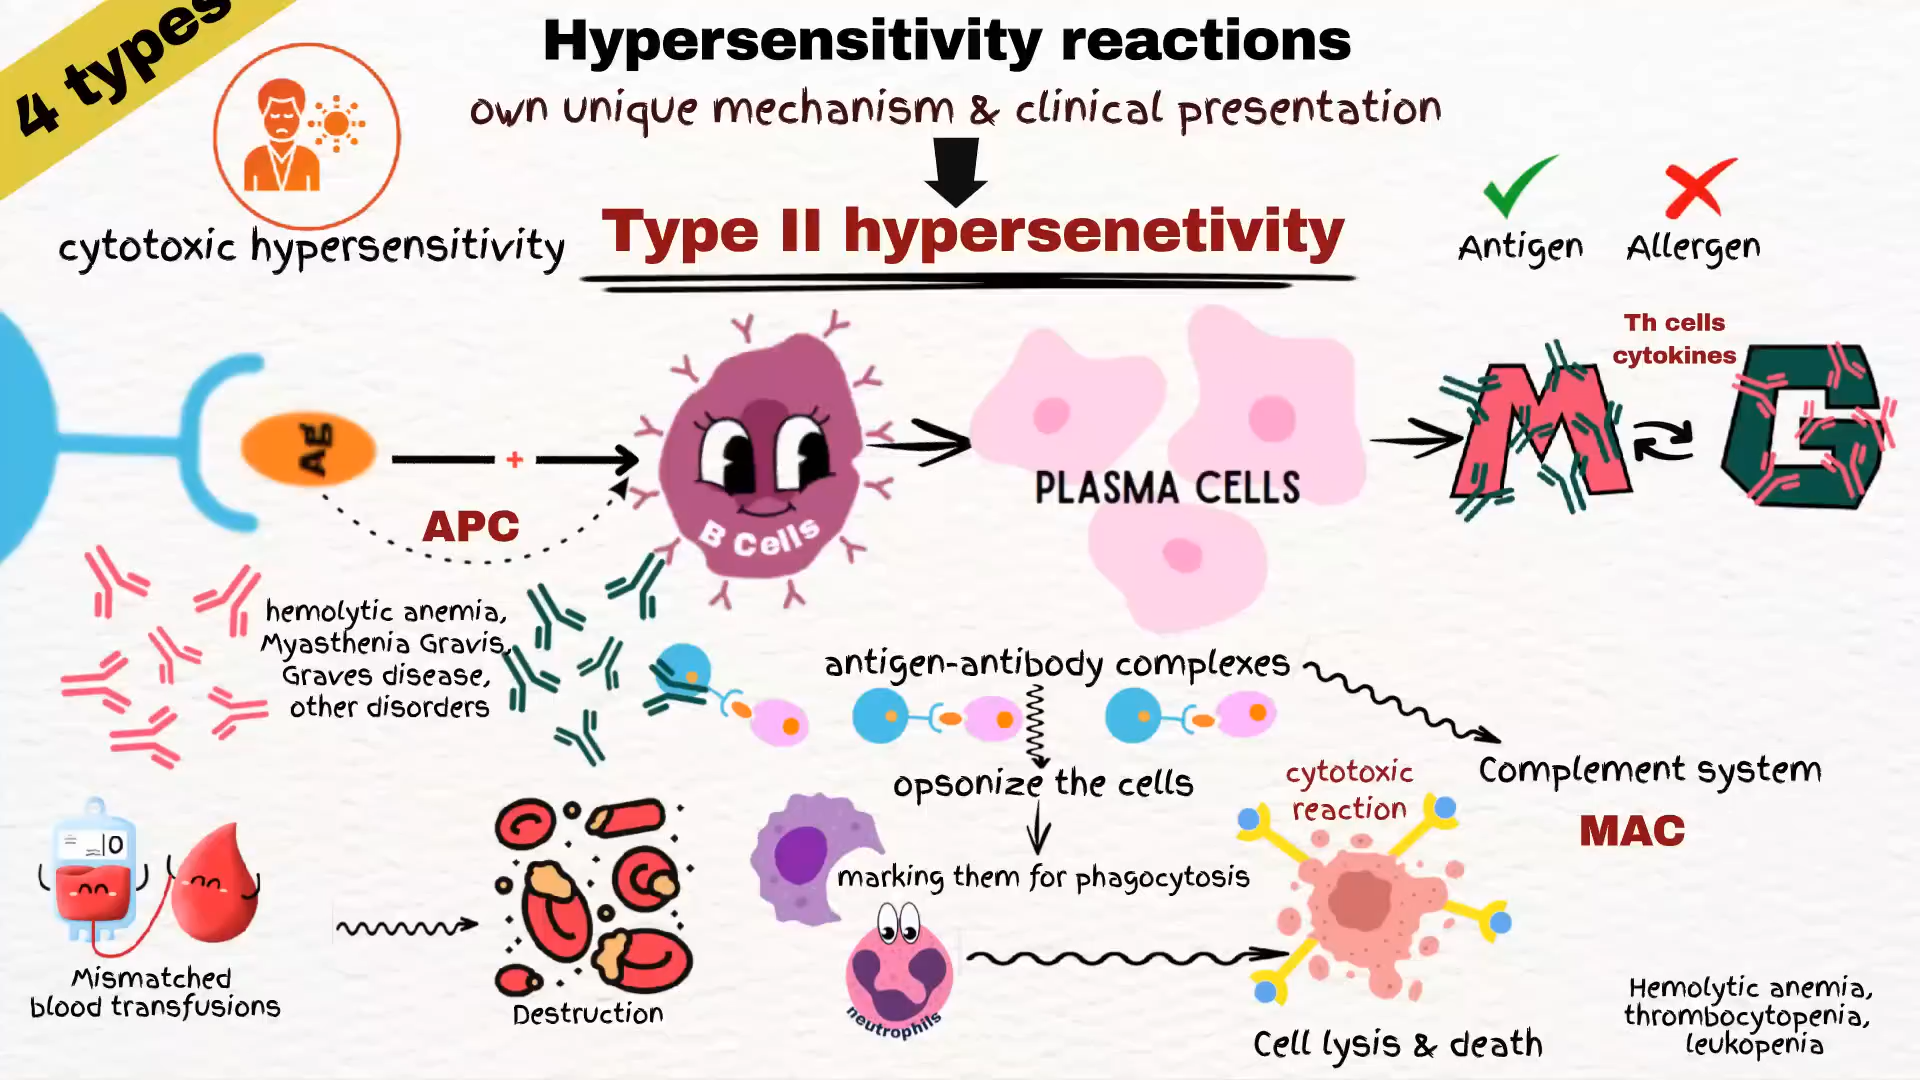 4 types
Hypersensitivity reactions
own unique mechanism & clinical presentation
Type II hypersenetivity
cytotoxic hypersensitivity
Antigen
Allergen
Th cells
cytokines
Ag
+
APC
B Cells
PLASMA CELLS
M
G
hemolytic anemia,
Myasthenia Gravis,
Graves disease,
other disorders
antigen-antibody complexes
opsonize the cells
marking them for phagocytosis
cytotoxic
reaction
Complement system
MAC
O
Mismatched
blood transfusions
Destruction
neutrophils
Cell lysis & death
Hemolytic anemia,
thrombocytopenia,
leukopenia